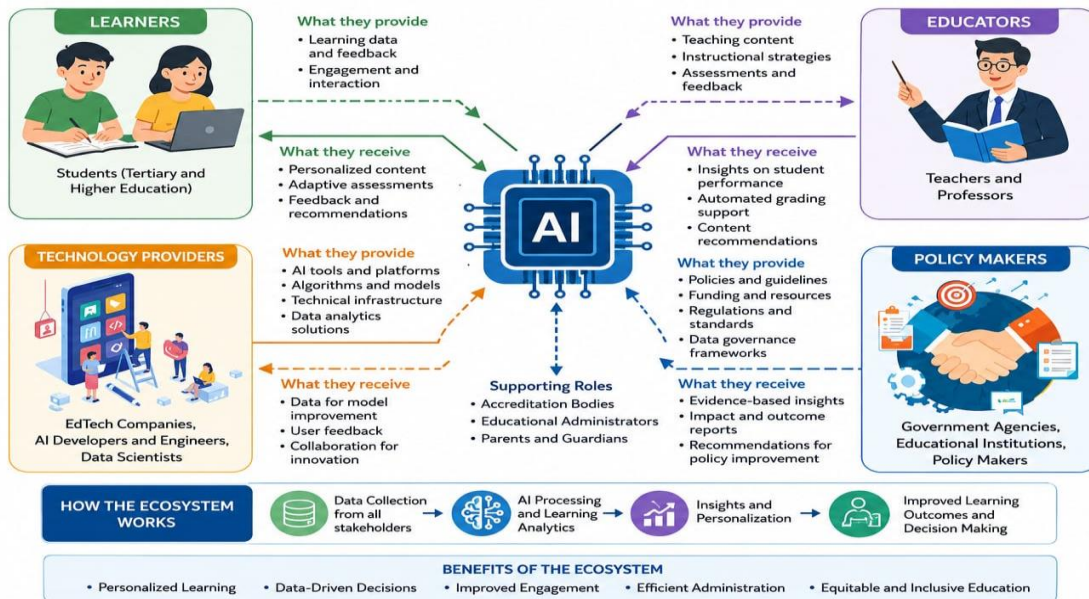 LEARNERS
Students (Tertiary and
Higher Education)
What they provide
• Learning data
and feedback
• Engagement and
interaction
What they receive
• Personalized content
• Adaptive assessments
• Feedback and
recommendations
What they provide
• Teaching content
• Instructional strategies
• Assessments and
feedback
What they receive
• Insights on student
performance
• Automated grading
support
• Content
recommendations
EDUCATORS
Teachers and
Professors
AI
TECHNOLOGY PROVIDERS
EdTech Companies,
AI Developers and Engineers,
Data Scientists
What they provide
• AI tools and platforms
• Algorithms and models
• Technical infrastructure
• Data analytics
solutions
What they receive
• Data for model
improvement
• User feedback
• Collaboration for
innovation
Supporting Roles
• Accreditation Bodies
• Educational Administrators
• Parents and Guardians
What they provide
• Policies and guidelines
• Funding and resources
• Regulations and
standards
• Data governance
frameworks
What they receive
• Evidence-based insights
• Impact and outcome
reports
• Recommendations for
policy improvement
POLICY MAKERS
Government Agencies,
Educational Institutions,
Policy Makers
HOW THE ECOSYSTEM
WORKS
Data Collection
from all
stakeholders
AI Processing
and Learning
Analytics
Insights and
Personalization
Improved Learning
Outcomes and
Decision Making
BENEFITS OF THE ECOSYSTEM
• Personalized Learning • Data-Driven Decisions • Improved Engagement • Efficient Administration • Equitable and Inclusive Education